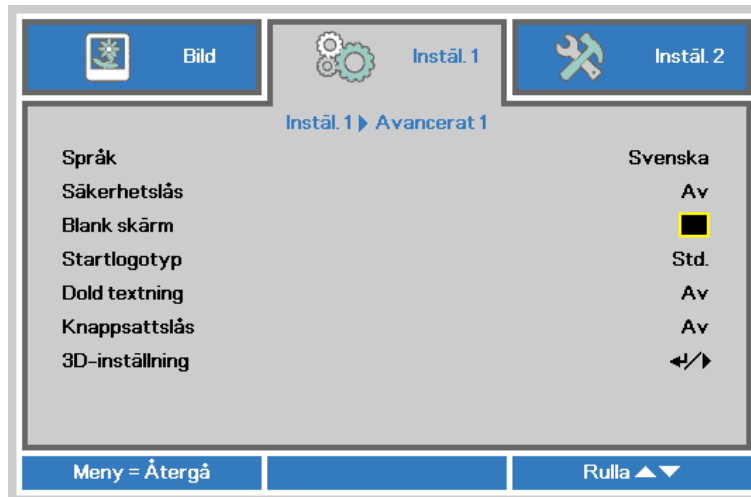 Bild
Instäl. 1
Instäl. 2
Instäl. 1 ▶ Avancerat 1
Språk Svenska
Säkerhetslås Av
Blank skärm
Startlogotyp Std.
Dold textning Av
Knappsattslås Av
3D-inställning ↵/▶
Meny = Återgå
Rulla ▲▼